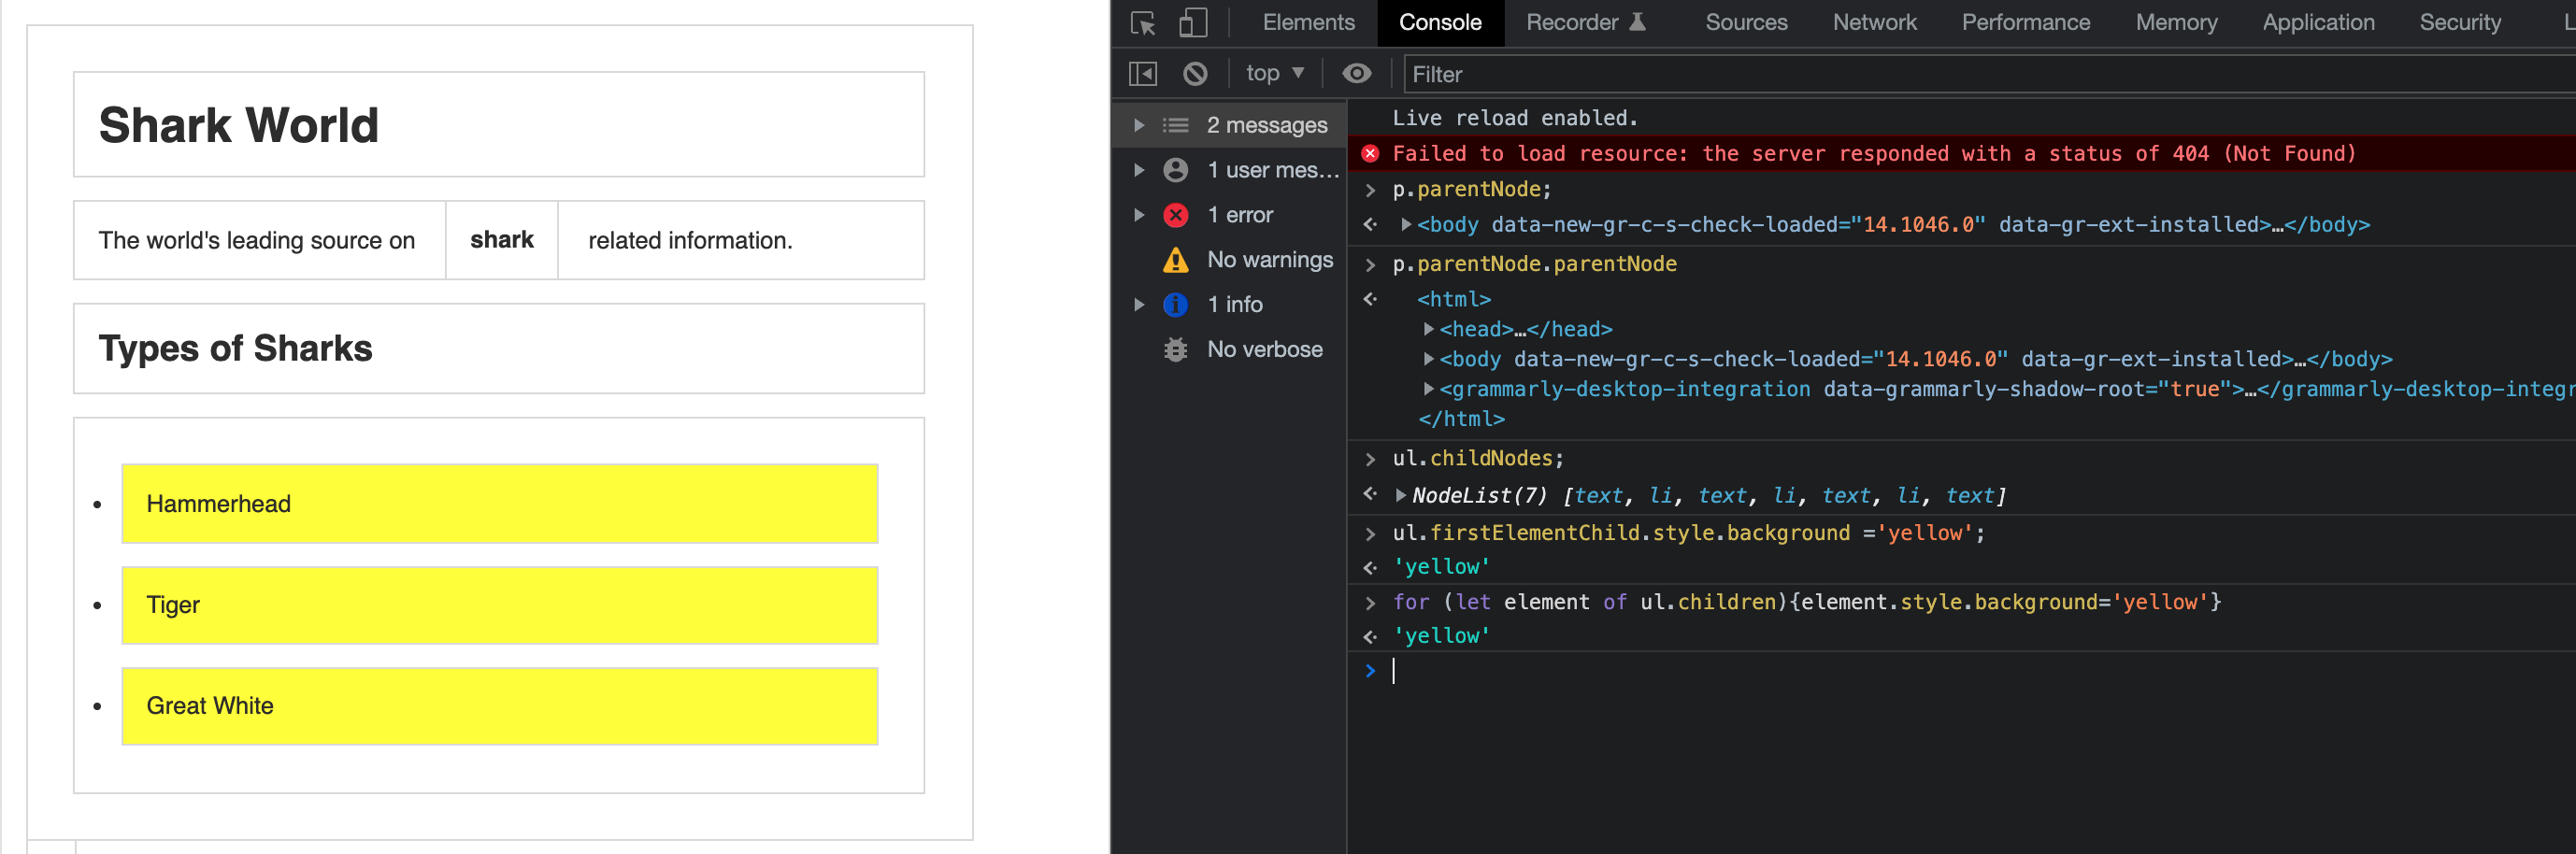 Shark World
The world's leading source on shark related information.
Types of Sharks
Hammerhead
Tiger
Great White
Elements Console Recorder Sources Network Performance Memory Application Security L
top Filter
2 messages
1 user mes…
1 error
No warnings
1 info
No verbose
Live reload enabled.
Failed to load resource: the server responded with a status of 404 (Not Found)
p.parentNode;
<body data-new-gr-c-s-check-loaded="14.1046.0" data-gr-ext-installed>…</body>
p.parentNode.parentNode
<html>
<head>…</head>
<body data-new-gr-c-s-check-loaded="14.1046.0" data-gr-ext-installed>…</body>
<grammarly-desktop-integration data-grammarly-shadow-root="true">…</grammarly-desktop-integr
</html>
ul.childNodes;
NodeList(7) [text, li, text, li, text, li, text]
ul.firstElementChild.style.background ='yellow';
'yellow'
for (let element of ul.children){element.style.background='yellow'}
'yellow'